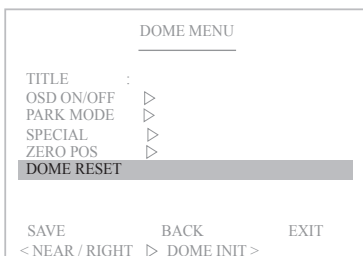 DOME MENU
TITLE :
OSD ON/OFF ▷
PARK MODE ▷
SPECIAL ▷
ZERO POS ▷
DOME RESET
SAVE BACK EXIT
< NEAR / RIGHT ▷ DOME INIT >